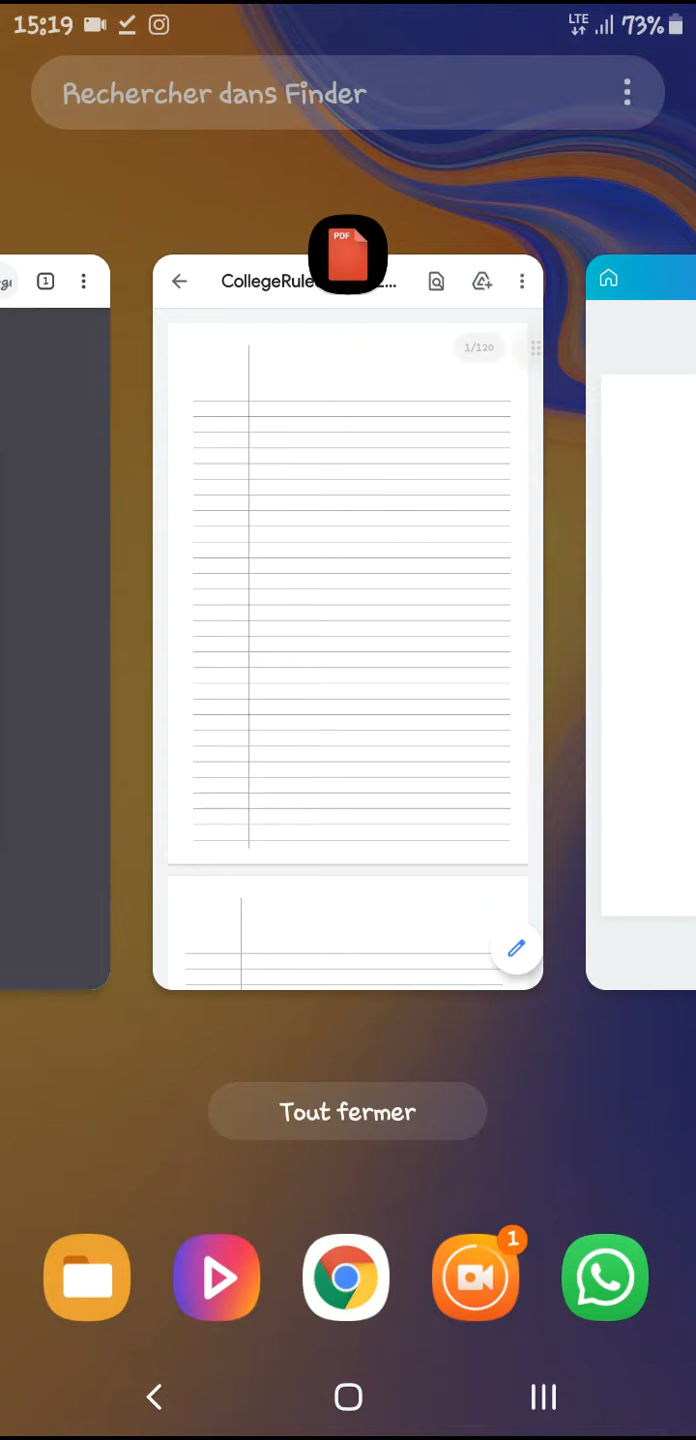 15:19
LTE 73%
Rechercher dans Finder
1
PDF
CollegeRule
1/120
Tout fermer
1